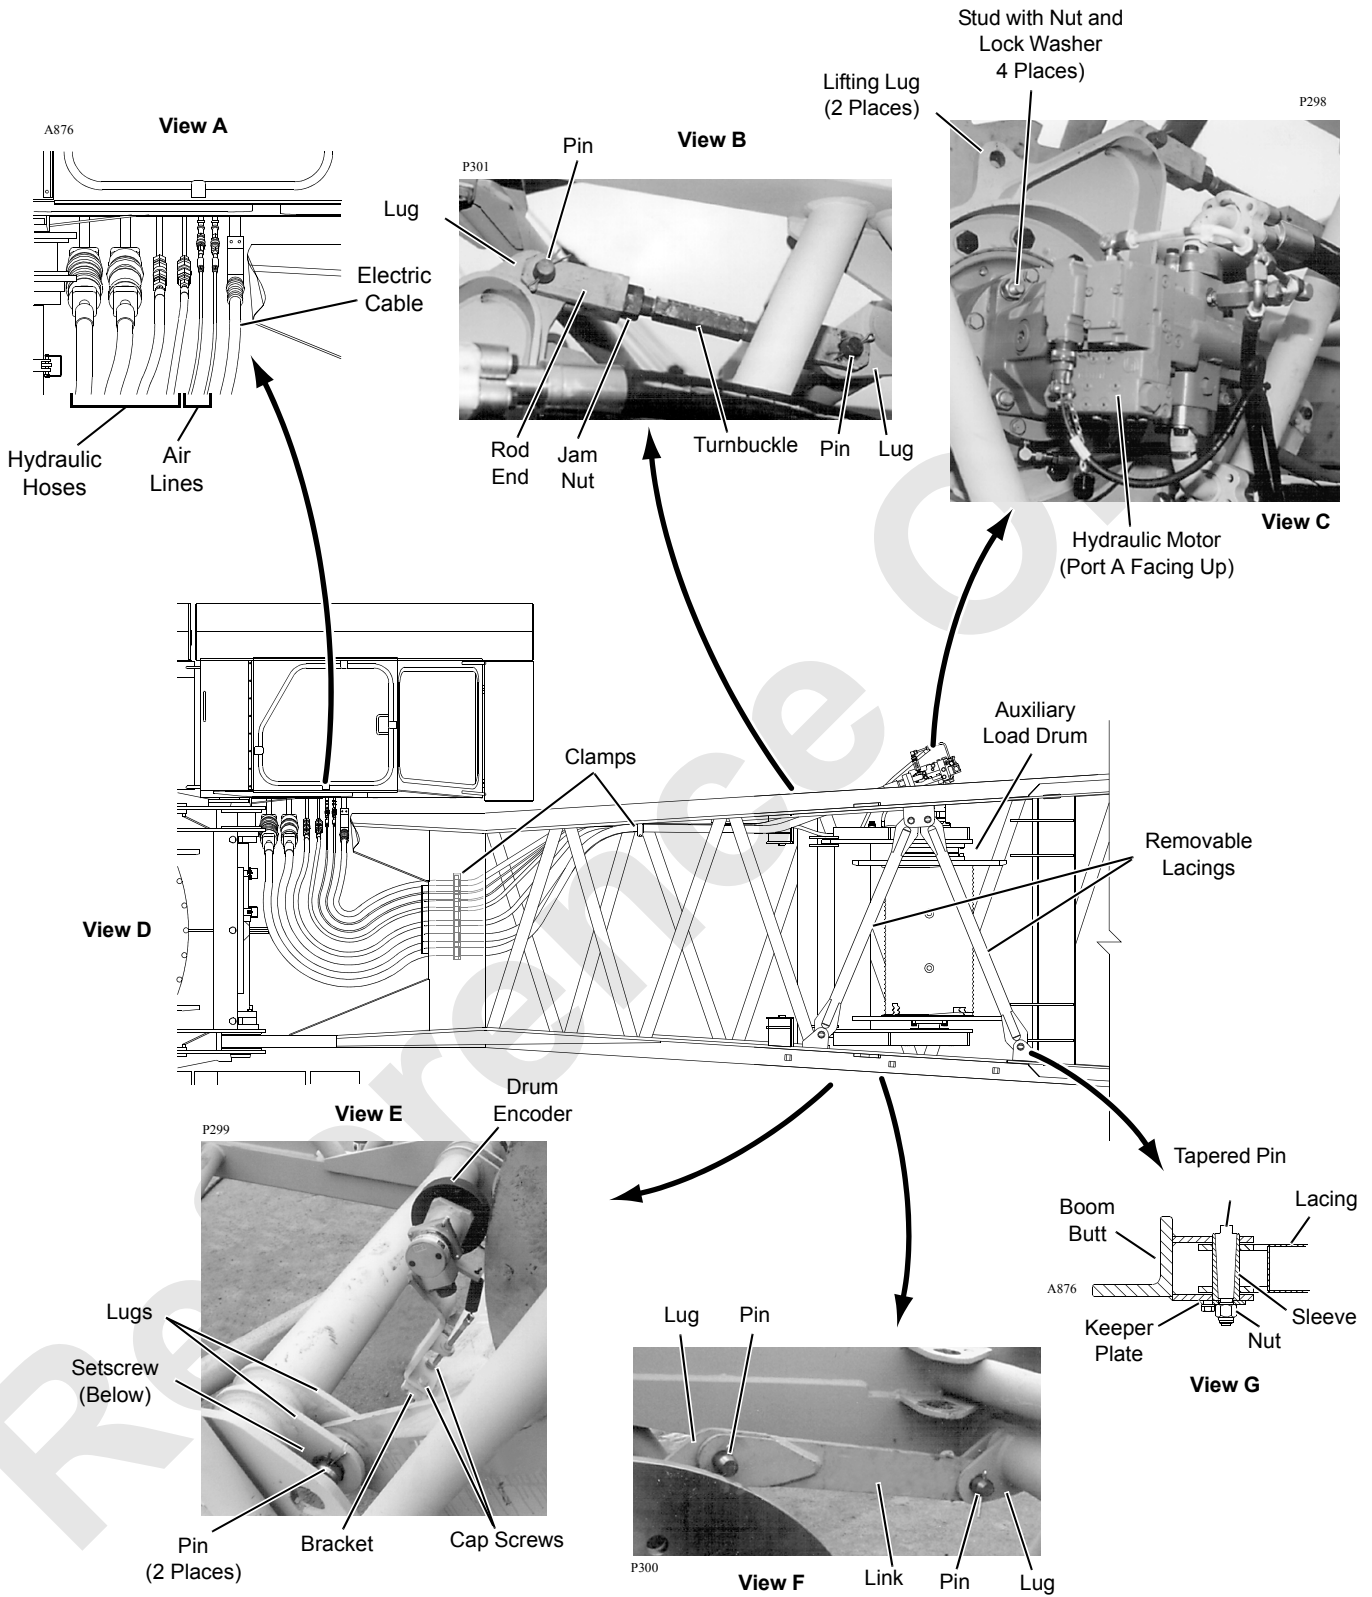 Stud with Nut and
Lock Washer
4 Places)
Lifting Lug
(2 Places)
P298
A876
View A
Pin
View B
P301
Lug
Electric
Cable
Hydraulic
Hoses
Air
Lines
Rod
End
Jam
Nut
Turnbuckle
Pin
Lug
View C
Hydraulic Motor
(Port A Facing Up)
Auxiliary
Load Drum
Clamps
Removable
Lacings
View D
View E
Drum
Encoder
P299
Tapered Pin
Boom
Butt
Lacing
A876
Keeper
Plate
Sleeve
Nut
View G
Lugs
Setscrew
(Below)
Lug
Pin
Pin
(2 Places)
Bracket
Cap Screws
P300
View F
Link
Pin
Lug
Reference O